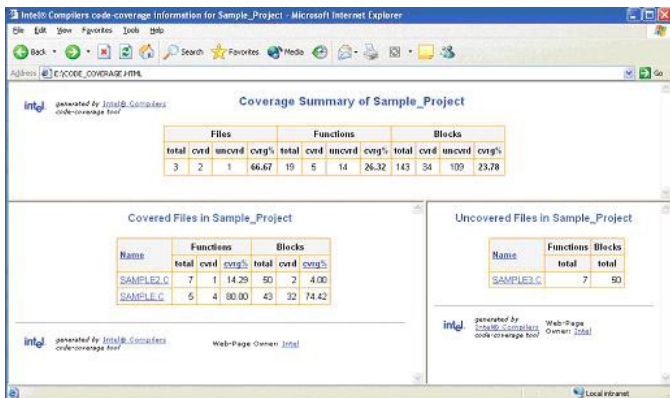 Intel® Compilers code-coverage information for Sample_Project - Microsoft Internet Explorer
File Edit View Favorites Tools Help
Back Search Favorites Media
Address E:\CODE_COVERAGE.HTML Go
intel. generated by Intel® Compilers code-coverage tool
Coverage Summary of Sample_Project
Files Functions Blocks
total cvrd uncvrd cvrg% total cvrd uncvrd cvrg% total cvrd uncvrd cvrg%
3 2 1 66.67 19 5 14 26.32 143 34 109 23.78
Covered Files in Sample_Project
Name Functions Blocks
total cvrd cvrg% total cvrd cvrg%
SAMPLE2.C 7 1 14.29 50 2 4.00
SAMPLE.C 5 4 80.00 43 32 74.42
intel. generated by Intel® Compilers code-coverage tool Web-Page Owner: Intel
Uncovered Files in Sample_Project
Name Functions Blocks
total total
SAMPLE3.C 7 50
intel. generated by Intel® Compilers code-coverage tool Web-Page Owner: Intel
Local intranet